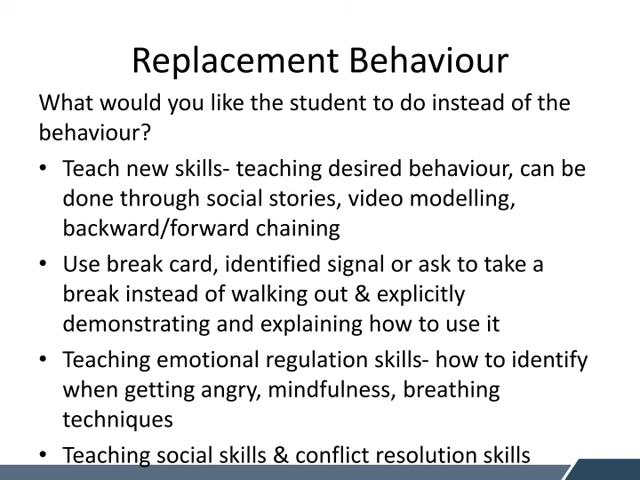 Replacement Behaviour
What would you like the student to do instead of the
behaviour?
• Teach new skills- teaching desired behaviour, can be
done through social stories, video modelling,
backward/forward chaining
• Use break card, identified signal or ask to take a
break instead of walking out & explicitly
demonstrating and explaining how to use it
• Teaching emotional regulation skills- how to identify
when getting angry, mindfulness, breathing
techniques
• Teaching social skills & conflict resolution skills